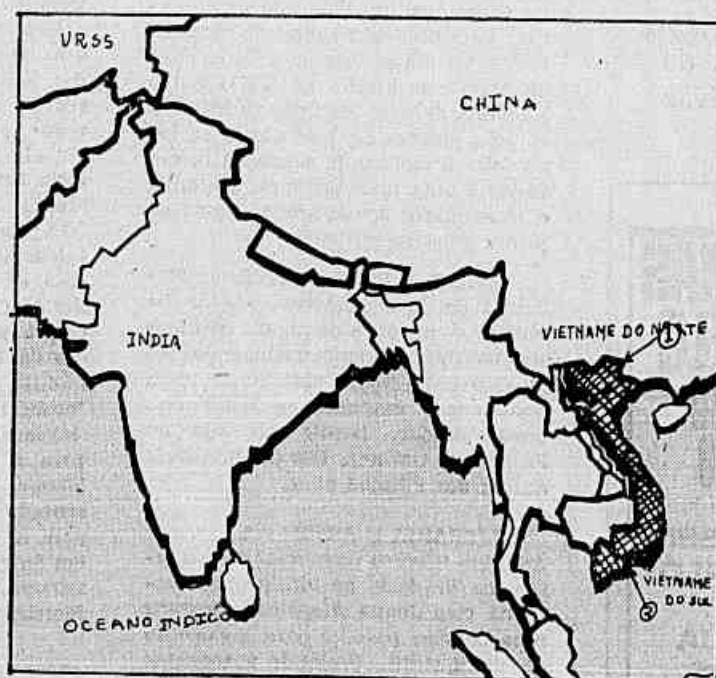 URSS
CHINA
INDIA
VIETNAME DO NORTE
1
VIETNAME
DO SUL
2
OCEANO INDICO